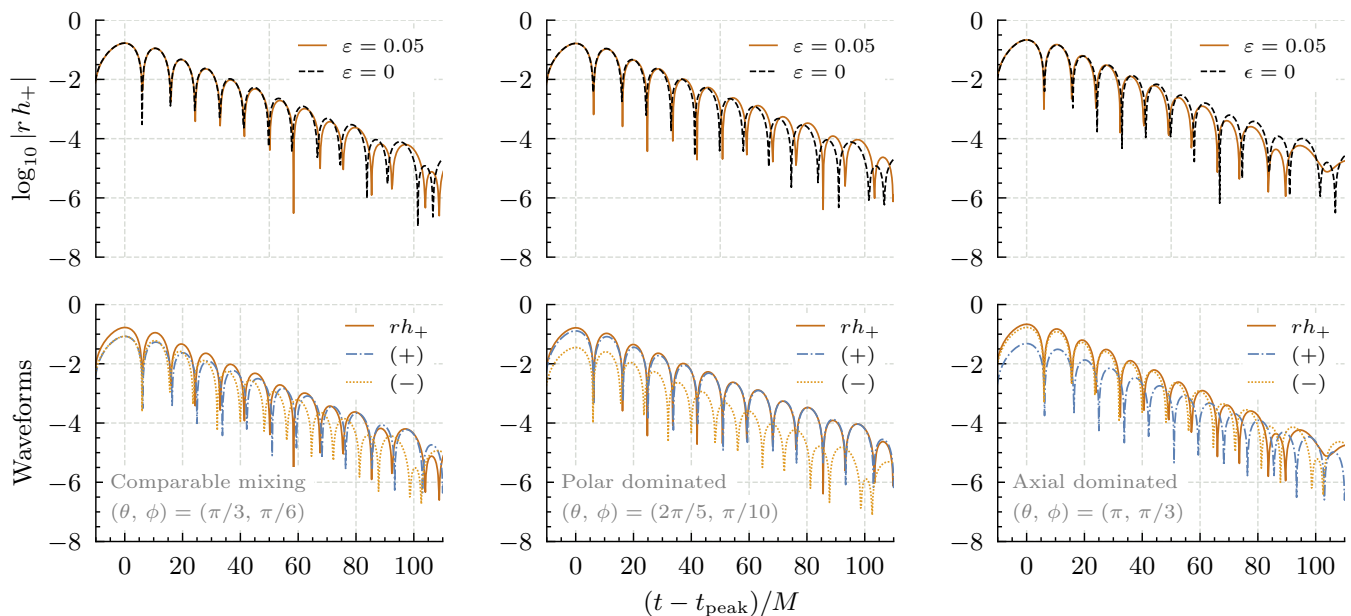 0
−2
−4
−6
−8
log₁₀ |r h₊|
ε = 0.05
ε = 0
ε = 0.05
ε = 0
0
−2
−4
−6
−8
ε = 0.05
ϵ = 0
0
−2
−4
−6
−8
0
−2
−4
−6
−8
Waveforms
rh₊
(+)
(−)
Comparable mixing
(θ, ϕ) = (π/3, π/6)
0 20 40 60 80 100
0
−2
−4
−6
−8
rh₊
(+)
(−)
Polar dominated
(θ, ϕ) = (2π/5, π/10)
0 20 40 60 80 100
0
−2
−4
−6
−8
rh₊
(+)
(−)
Axial dominated
(θ, ϕ) = (π, π/3)
0 20 40 60 80 100
(t − t_peak)/M